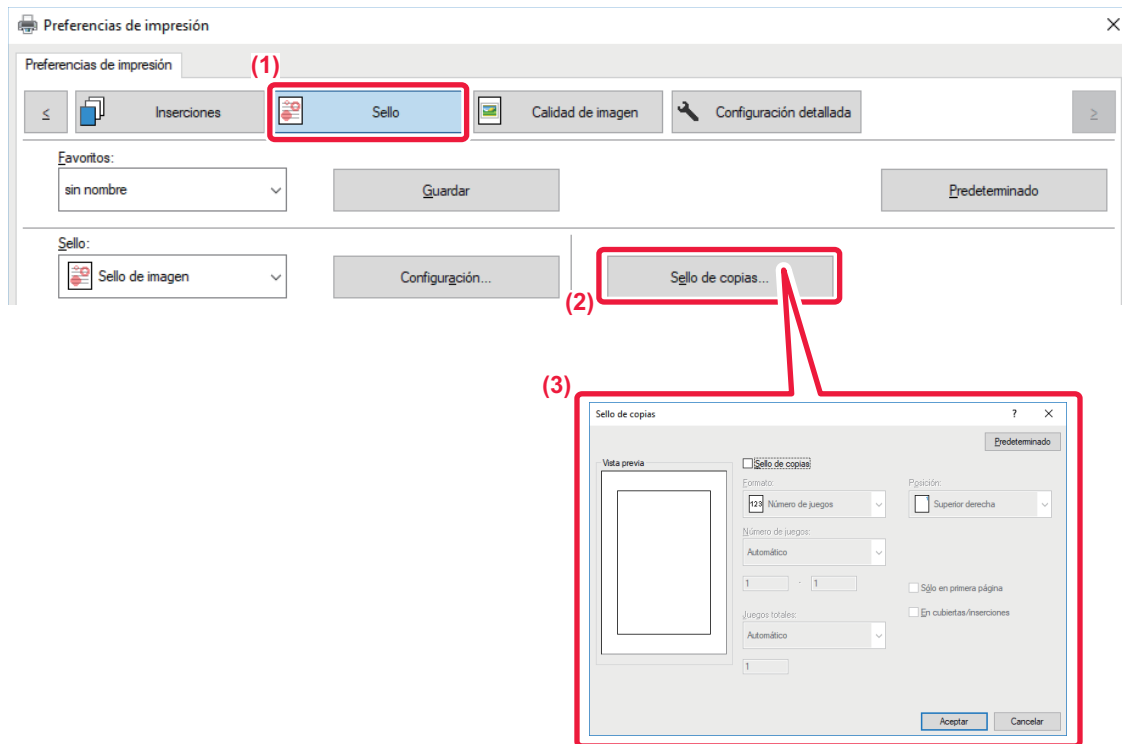 Preferencias de impresión
Preferencias de impresión
(1)
≤ Inserciones Sello Calidad de imagen Configuración detallada ≥
Favoritos:
sin nombre Guardar Predeterminado
Sello:
Sello de imagen Configuración... Sello de copias...
(2)
(3)
Sello de copias ? ×
Predeterminado
Vista previa
Sello de copias
Formato: Posición:
123 Número de juegos Superior derecha
Número de juegos:
Automático
1 - 1
Sólo en primera página
En cubiertas/inserciones
Juegos totales:
Automático
1
Aceptar Cancelar